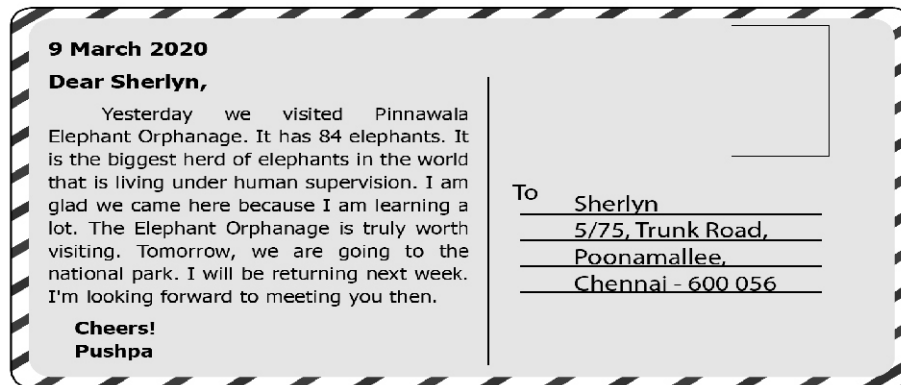 9 March 2020
Dear Sherlyn,
Yesterday we visited Pinnawala
Elephant Orphanage. It has 84 elephants. It
is the biggest herd of elephants in the world
that is living under human supervision. I am
glad we came here because I am learning a
lot. The Elephant Orphanage is truly worth
visiting. Tomorrow, we are going to the
national park. I will be returning next week.
I'm looking forward to meeting you then.
Cheers!
Pushpa
To
Sherlyn
5/75, Trunk Road,
Poonamallee,
Chennai - 600 056